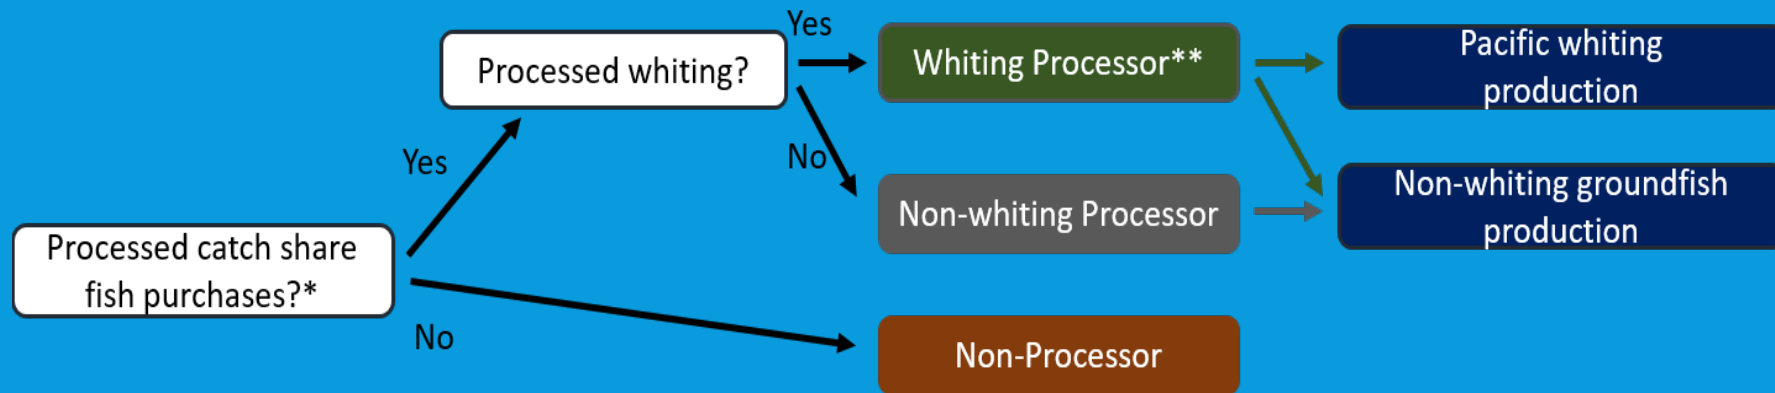 Yes
Processed whiting?
Whiting Processor**
Pacific whiting
production
Yes
No
Non-whiting Processor
Non-whiting groundfish
production
Processed catch share
fish purchases?*
No
Non-Processor